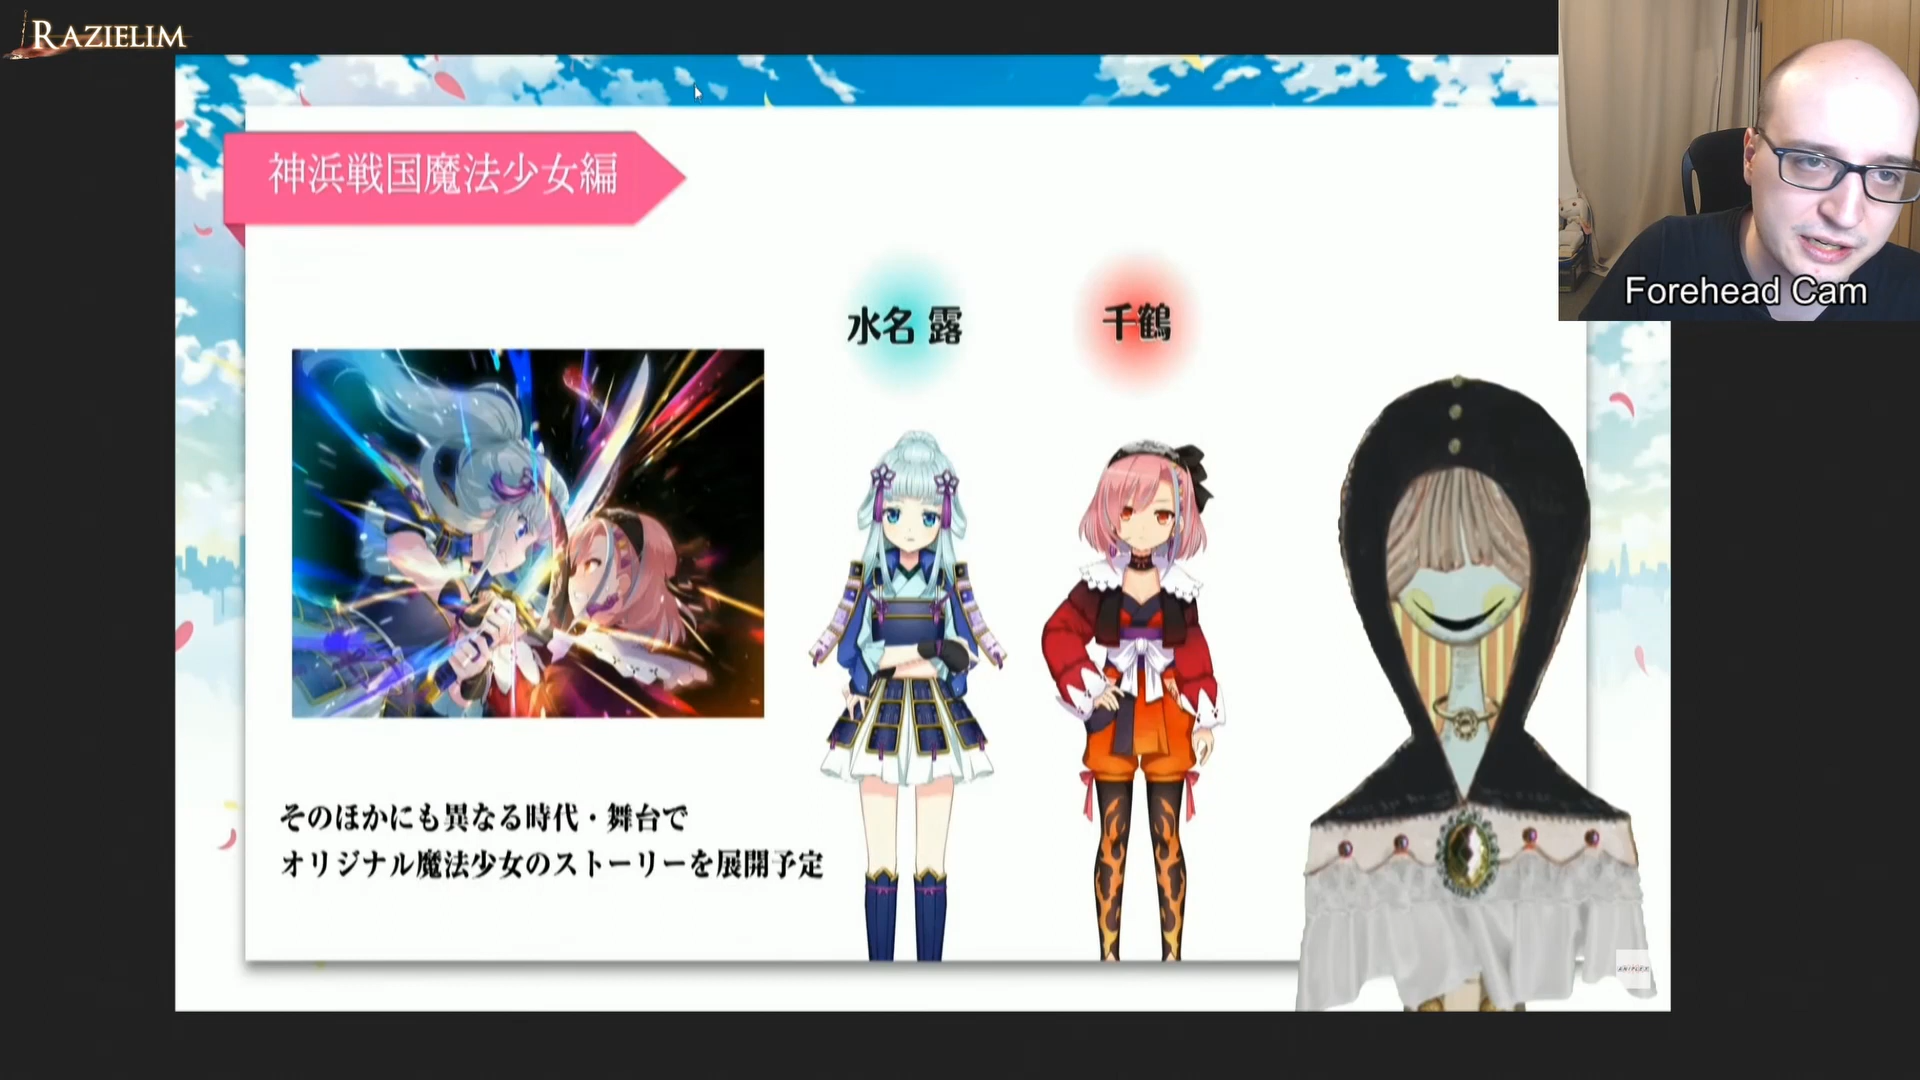 RAZIELIM
神浜戦国魔法少女編
水名 露
千鶴
Forehead Cam
そのほかにも異なる時代・舞台で
オリジナル魔法少女のストーリーを展開予定
ANIPLEX